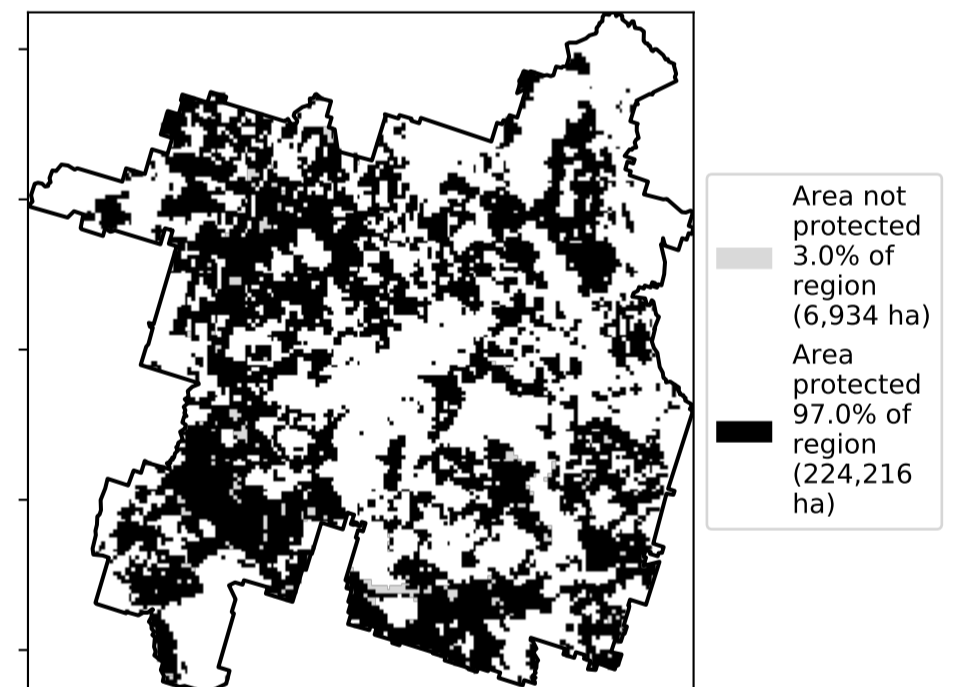 Area not
protected
3.0% of
region
(6,934 ha)
Area
protected
97.0% of
region
(224,216
ha)